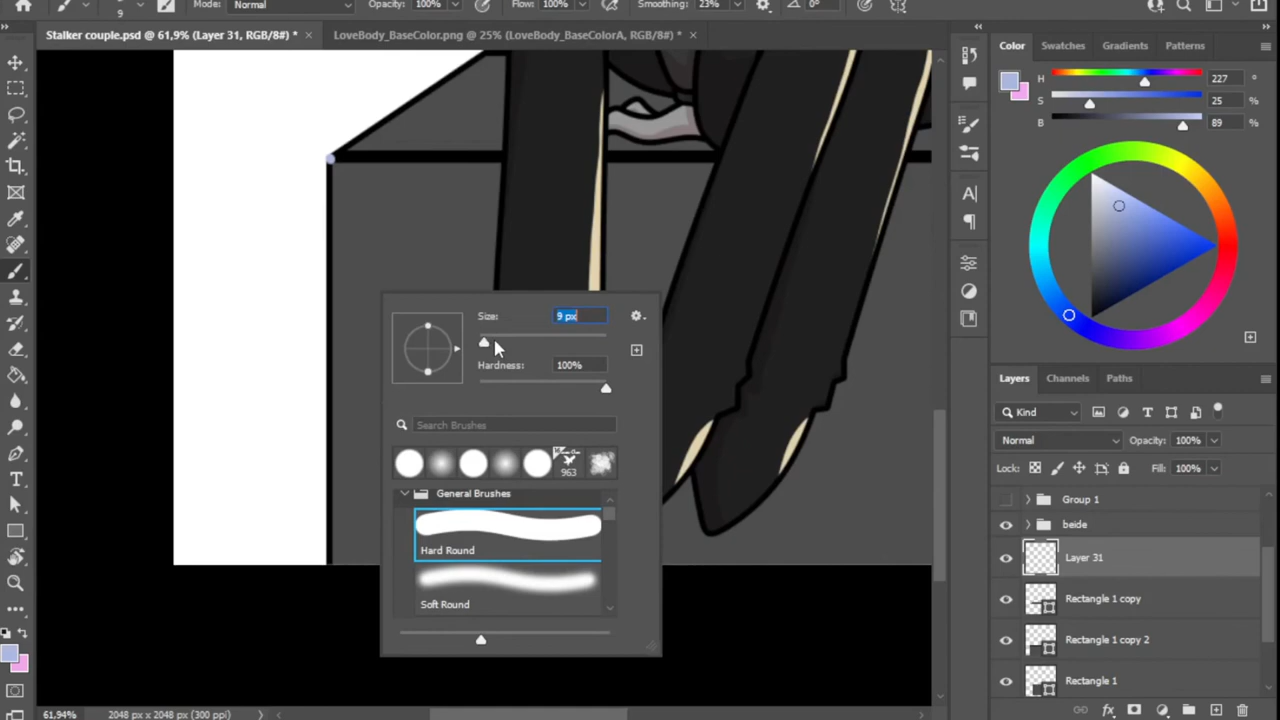 9
Mode:
Normal
Opacity:
100%
Flow:
100%
Smoothing:
23%
0°
Stalker couple.psd @ 61,9% (Layer 31, RGB/8#) *
LoveBody_BaseColor.png @ 25% (LoveBody_BaseColorA, RGB/8#) *
Color
Swatches
Gradients
Patterns
H
227
°
S
25
%
B
89
%
Size:
9 px
Hardness:
100%
Search Brushes
963
General Brushes
Hard Round
Soft Round
Layers
Channels
Paths
Kind
Normal
Opacity:
100%
Lock:
Fill:
100%
Group 1
beide
Layer 31
Rectangle 1 copy
Rectangle 1 copy 2
Rectangle 1
fx
61,94%
2048 px x 2048 px (300 ppi)